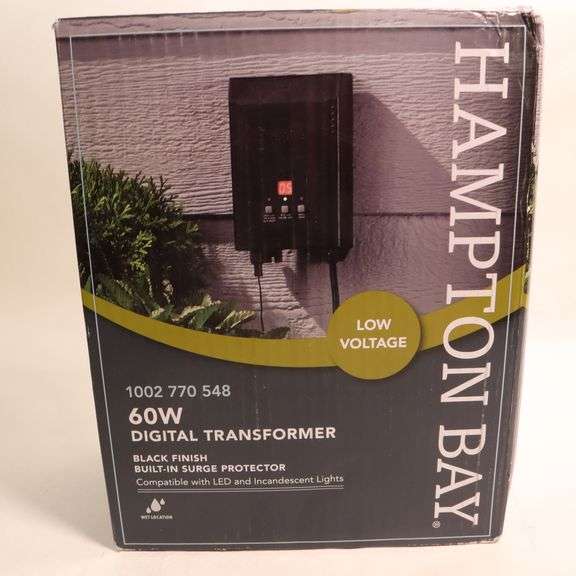 HAMPTON BAY®
LOW
VOLTAGE
1002 770 548
60W
DIGITAL TRANSFORMER
BLACK FINISH
BUILT-IN SURGE PROTECTOR
Compatible with LED and Incandescent Lights
WET LOCATION